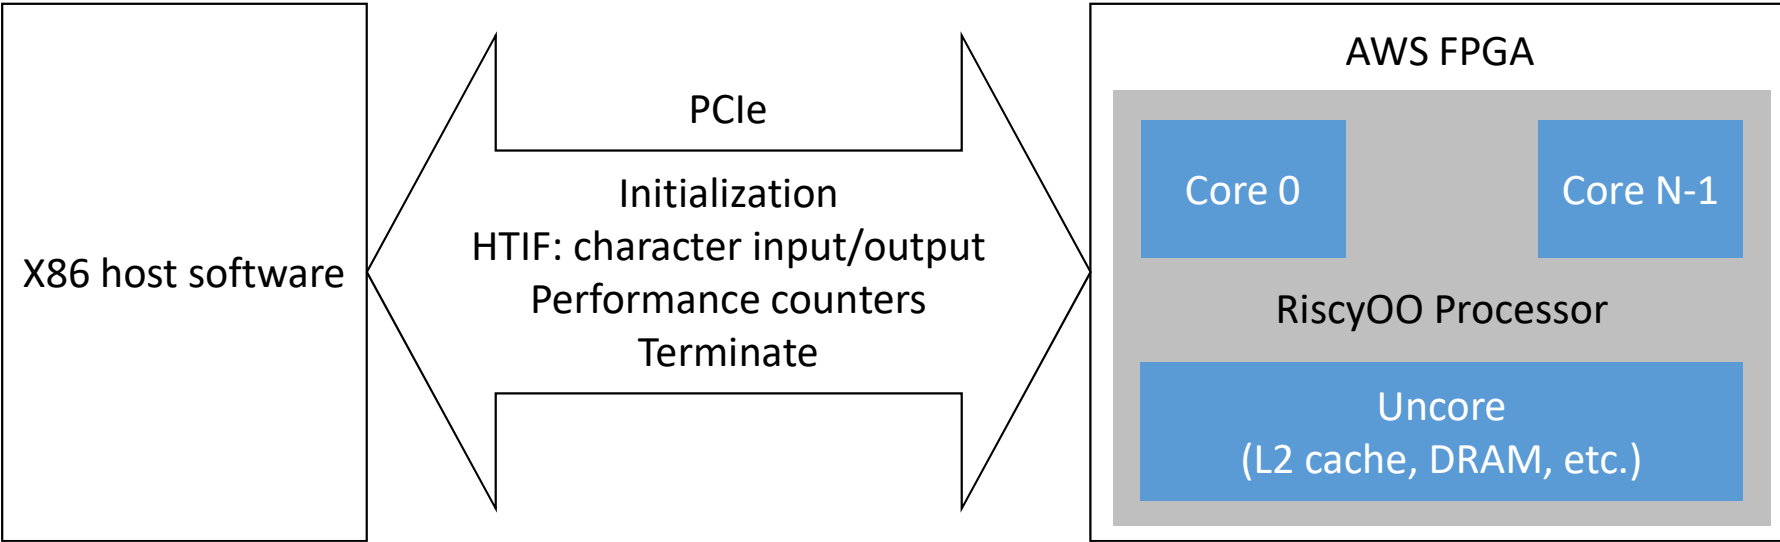 X86 host software
PCIe
Initialization
HTIF: character input/output
Performance counters
Terminate
AWS FPGA
Core 0
Core N-1
RiscyOO Processor
Uncore
(L2 cache, DRAM, etc.)